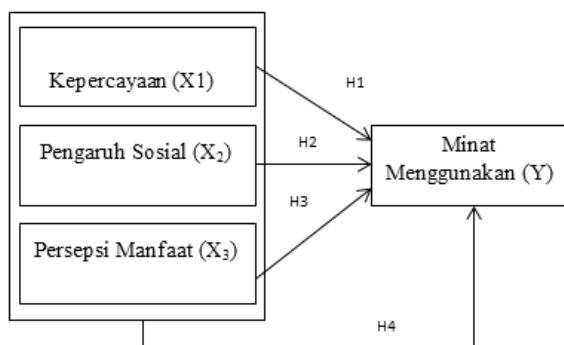 Kepercayaan (X1)
H1
Pengaruh Sosial (X₂)
H2
Minat
Menggunakan (Y)
H3
Persepsi Manfaat (X₃)
H4